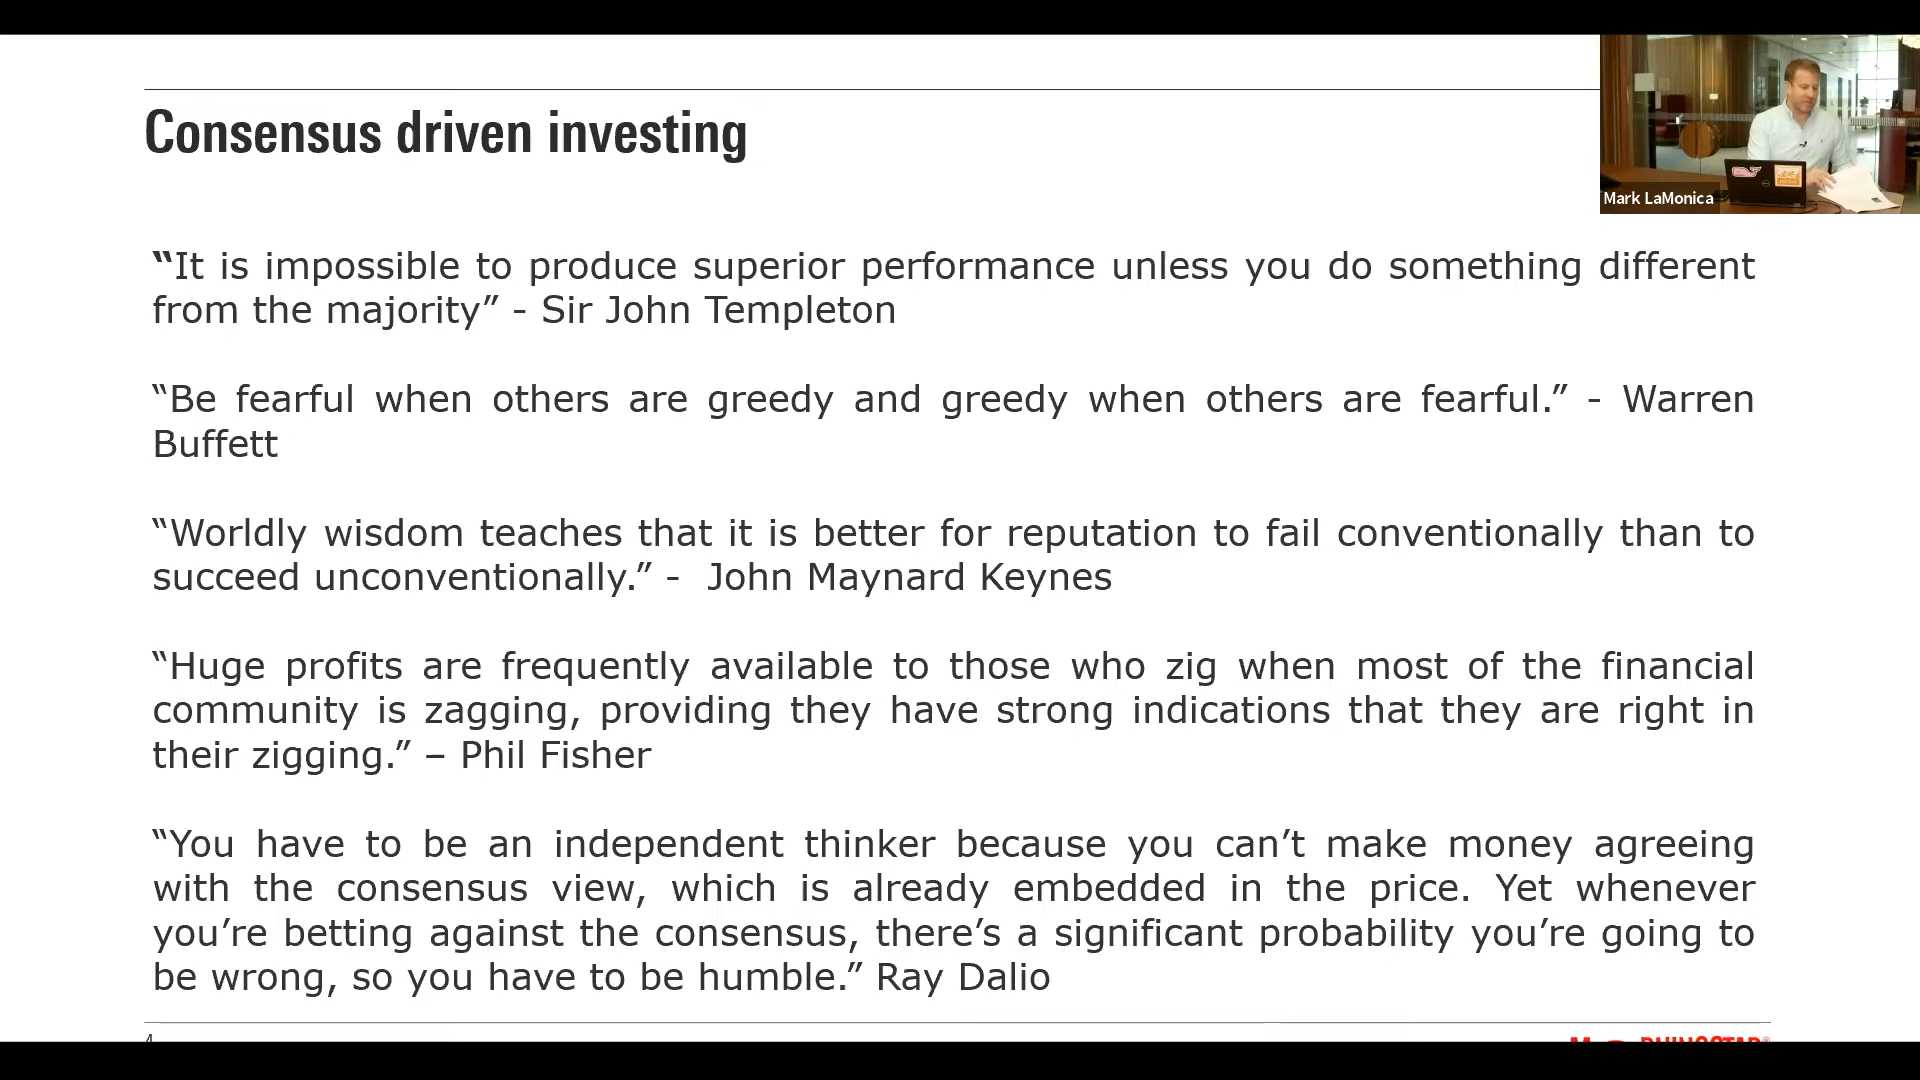 Consensus driven investing
Mark LaMonica
“It is impossible to produce superior performance unless you do something different
from the majority” - Sir John Templeton
“Be fearful when others are greedy and greedy when others are fearful.” - Warren
Buffett
“Worldly wisdom teaches that it is better for reputation to fail conventionally than to
succeed unconventionally.” -  John Maynard Keynes
“Huge profits are frequently available to those who zig when most of the financial
community is zagging, providing they have strong indications that they are right in
their zigging.” – Phil Fisher
“You have to be an independent thinker because you can’t make money agreeing
with the consensus view, which is already embedded in the price. Yet whenever
you’re betting against the consensus, there’s a significant probability you’re going to
be wrong, so you have to be humble.” Ray Dalio